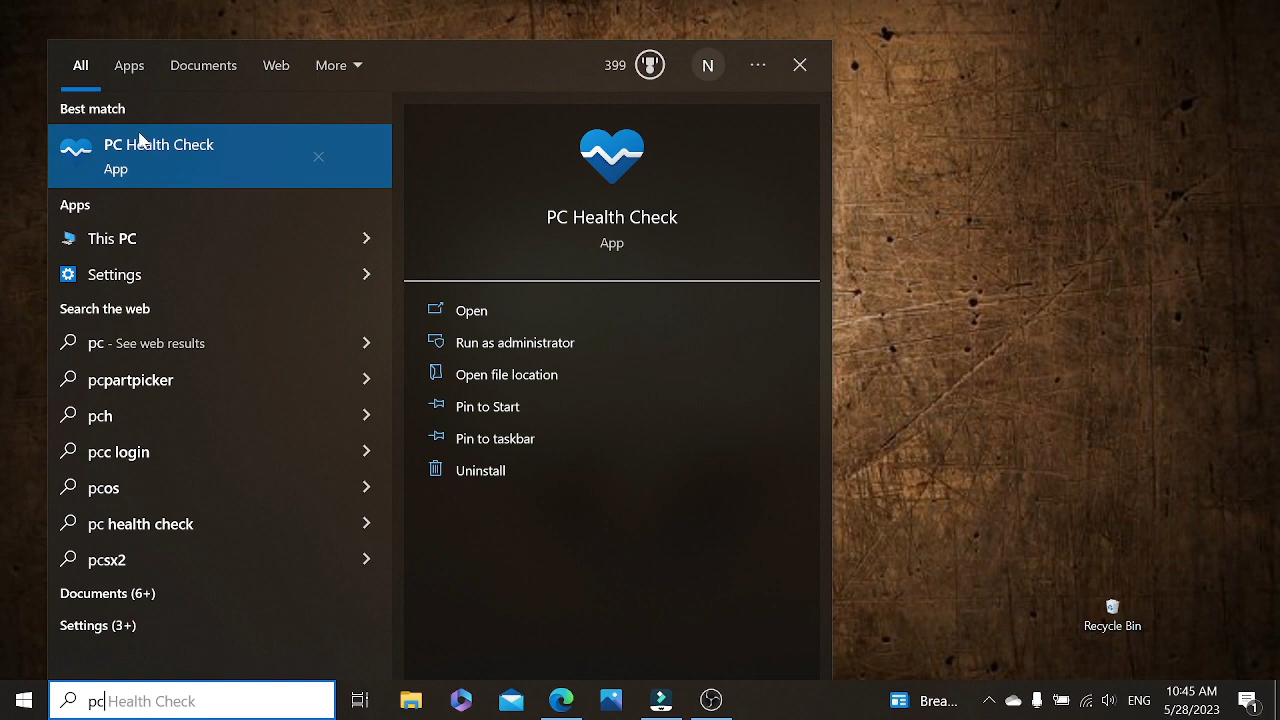 All Apps Documents Web More 399 N
Best match
PC Health Check
App
Apps
This PC
Settings
Search the web
pc - See web results
pcpartpicker
pch
pcc login
pcos
pc health check
pcsx2
Documents (6+)
Settings (3+)
PC Health Check
App
Open
Run as administrator
Open file location
Pin to Start
Pin to taskbar
Uninstall
Recycle Bin
pc Health Check
Brea...
ENG
10:45 AM
5/28/2023
1